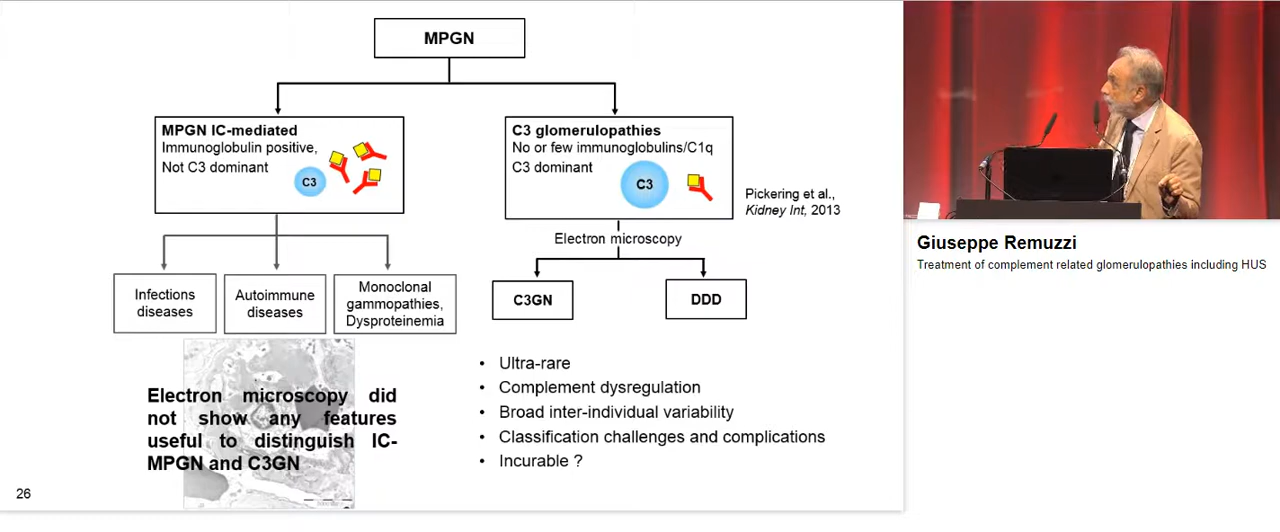 MPGN
MPGN IC-mediated
Immunoglobulin positive,
Not C3 dominant
C3
C3 glomerulopathies
No or few immunoglobulins/C1q
C3 dominant
C3
Pickering et al.,
Kidney Int, 2013
Electron microscopy
Infections
diseases
Autoimmune
diseases
Monoclonal
gammopathies,
Dysproteinemia
C3GN
DDD
Electron microscopy did
not show any features
useful to distinguish IC-
MPGN and C3GN
• Ultra-rare
• Complement dysregulation
• Broad inter-individual variability
• Classification challenges and complications
• Incurable ?
26
Giuseppe Remuzzi
Treatment of complement related glomerulopathies including HUS